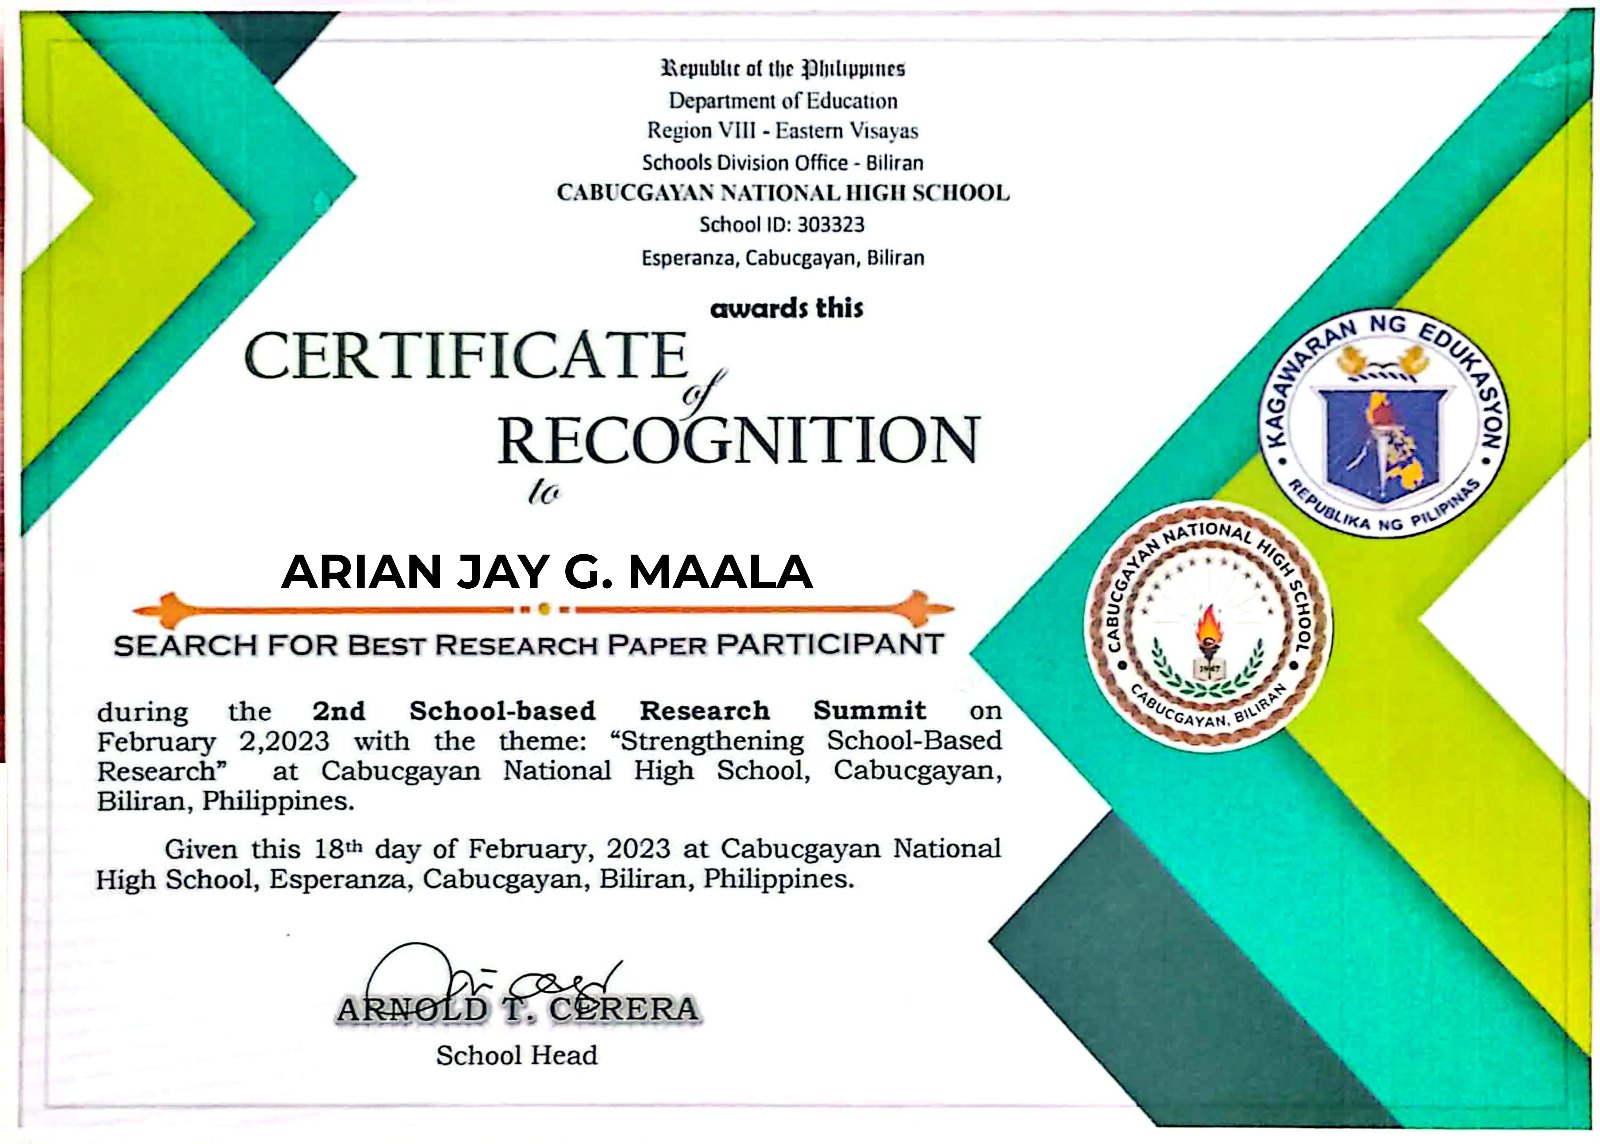 Republic of the Philippines
Department of Education
Region VIII - Eastern Visayas
Schools Division Office - Biliran
CABUCGAYAN NATIONAL HIGH SCHOOL
School ID: 303323
Esperanza, Cabucgayan, Biliran
awards this
CERTIFICATE
of
RECOGNITION
to
ARIAN JAY G. MAALA
SEARCH FOR BEST RESEARCH PAPER PARTICIPANT
during the 2nd School-based Research Summit on
February 2,2023 with the theme: “Strengthening School-Based
Research” at Cabucgayan National High School, Cabucgayan,
Biliran, Philippines.
Given this 18th day of February, 2023 at Cabucgayan National
High School, Esperanza, Cabucgayan, Biliran, Philippines.
ARNOLD T. CERERA
School Head
KAGAWARAN NG EDUKASYON
REPUBLIKA NG PILIPINAS
CABUCGAYAN NATIONAL HIGH SCHOOL
1947
CABUCGAYAN, BILIRAN